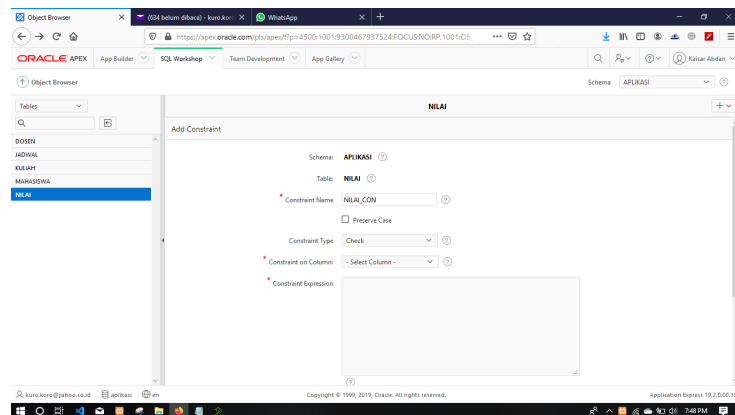 Object Browser
(634 belum dibaca) - kuro.koro
WhatsApp
https://apex.oracle.com/pls/apex/f?p=4500:1001:9300467937524:FOCUS:NO:RP,1001:OB
ORACLE APEX App Builder SQL Workshop Team Development App Gallery Kaisar Abdan
Object Browser Schema APLIKASI
Tables NILAI
Add Constraint
DOSEN
JADWAL
KULIAH
MAHASISWA
NILAI
Schema: APLIKASI
Table: NILAI
* Constraint Name NILAI_CON
Preserve Case
Constraint Type Check
* Constraint on Column: - Select Column -
* Constraint Expression
kuro.koro@yahoo.co.id aplikasi en Copyright © 1999, 2019, Oracle. All rights reserved. Application Express 19.2.0.00.18
7:48 PM